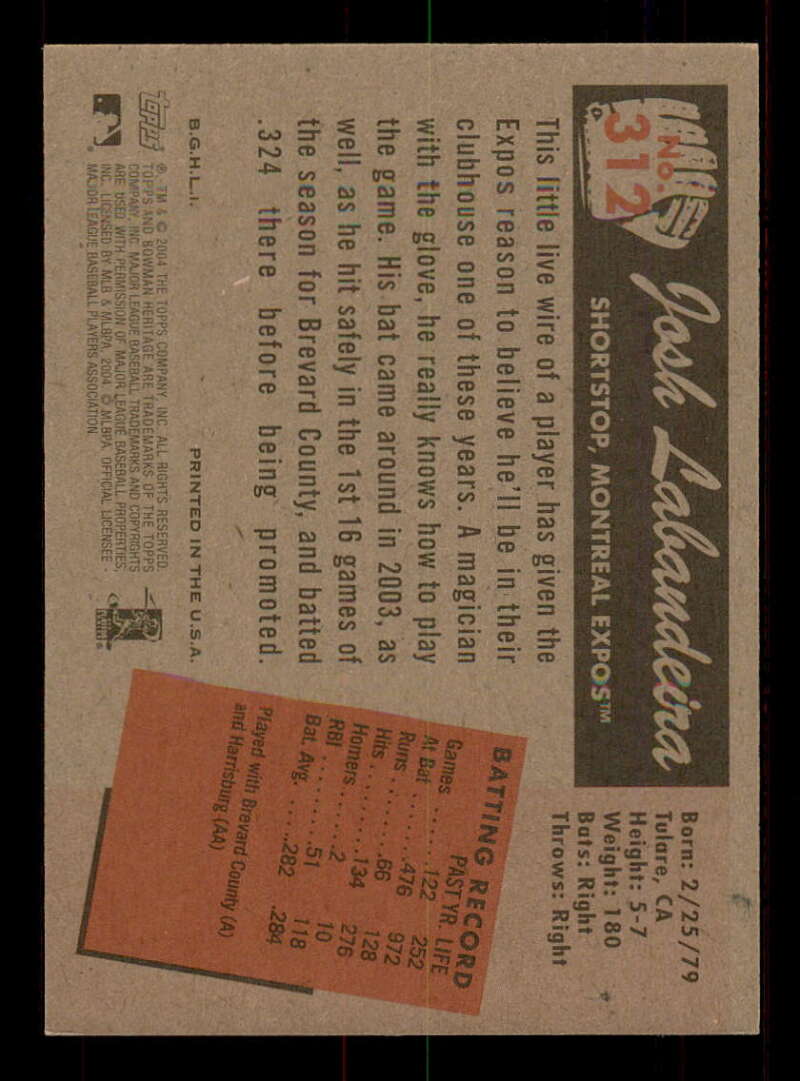 No.
312
Josh Labandeira
SHORTSTOP, MONTREAL EXPOS™
Born: 2/25/79
Tulare, CA
Height: 5-7
Weight: 180
Bats: Right
Throws: Right
This little live wire of a player has given the
Expos reason to believe he'll be in their
clubhouse one of these years. A magician
with the glove, he really knows how to play
the game. His bat came around in 2003, as
well, as he hit safely in the 1st 16 games of
the season for Brevard County, and batted
.324 there before being promoted.
BATTING RECORD
PAST YR. LIFE
Games ......122 252
At Bat .......476 972
Runs .........66 128
Hits .........134 276
Homers........2 10
RBI ..........51 118
Bat. Avg. .....282 .284
Played with Brevard County (A)
and Harrisburg (AA)
B.G.H.L.I.
PRINTED IN THE U.S.A.
Topps
®, TM & © 2004 THE TOPPS COMPANY, INC. ALL RIGHTS RESERVED.
TOPPS AND BOWMAN HERITAGE ARE TRADEMARKS OF THE TOPPS
COMPANY, INC. MAJOR LEAGUE BASEBALL TRADEMARKS AND COPYRIGHTS
ARE USED WITH PERMISSION OF MAJOR LEAGUE BASEBALL PROPERTIES,
INC. LICENSED BY MLB & MLBPA, 2004. © MLBPA. OFFICIAL LICENSEE -
MAJOR LEAGUE BASEBALL PLAYERS ASSOCIATION